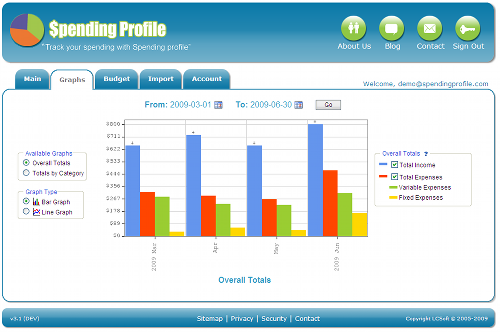 $pending Profile
"Track your spending with Spending profile"
About Us Blog Contact Sign Out
Main Graphs Budget Import Account
Welcome, demo@spendingprofile.com
From: 2009-03-01 To: 2009-06-30 Go
Available Graphs
Overall Totals
Totals by Category
Graph Type
Bar Graph
Line Graph
$800
$711
$622
$533
$444
$356
$267
$178
$89
$0
2009 Mar
Apr
May
2009 Jun
Overall Totals
Overall Totals ?
Total Income
Total Expenses
Variable Expenses
Fixed Expenses
v3.1 (DEV)
Sitemap | Privacy | Security | Contact
Copyright LCSoft © 2005-2009